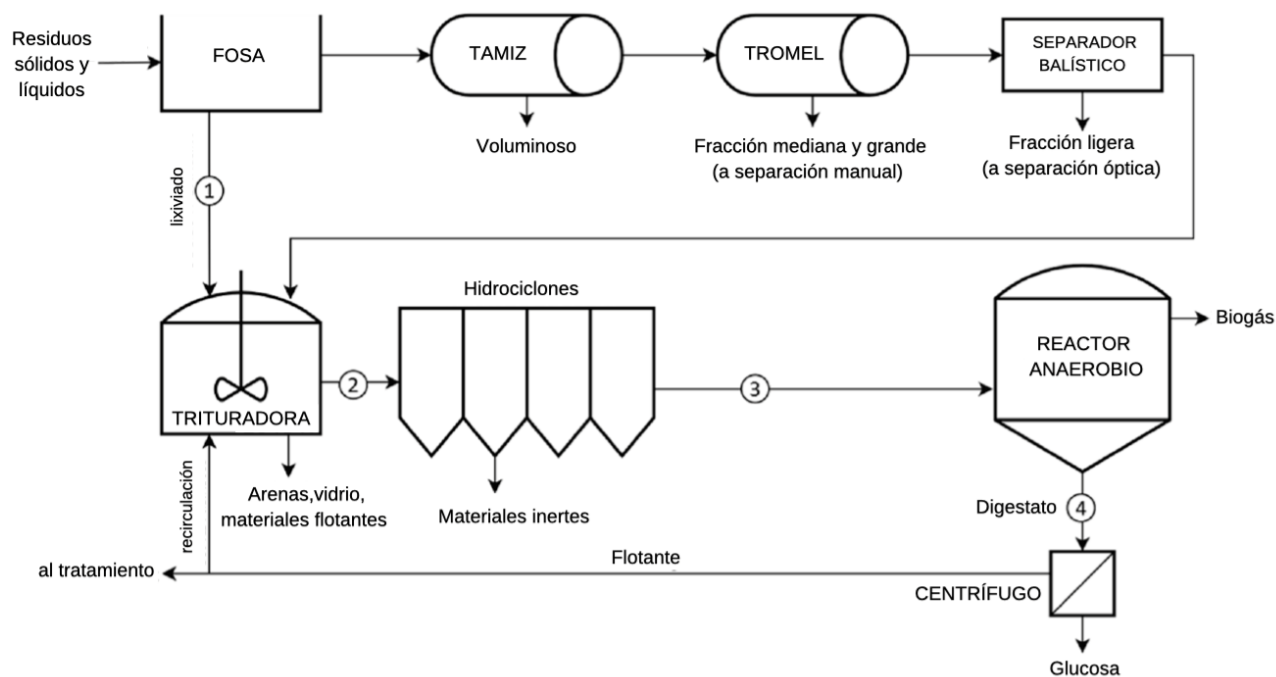 Residuos
sólidos y
líquidos
FOSA
TAMIZ
TROMEL
SEPARADOR
BALÍSTICO
Voluminoso
Fracción mediana y grande
(a separación manual)
Fracción ligera
(a separación óptica)
lixiviado
1
Hidrociclones
TRITURADORA
2
3
REACTOR
ANAEROBIO
Biogás
recirculación
Arenas,vidrio,
materiales flotantes
Materiales inertes
Digestato
4
al tratamiento
Flotante
CENTRÍFUGO
Glucosa